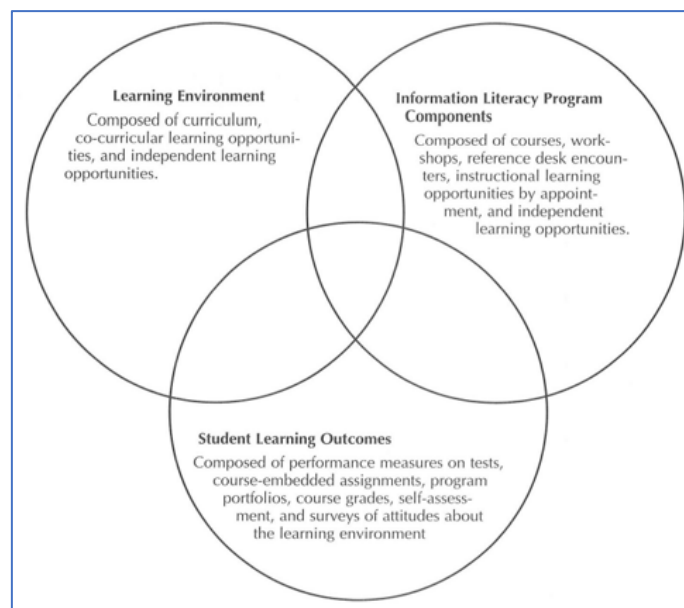 Learning Environment
Composed of curriculum,
co-curricular learning opportuni-
ties, and independent learning
opportunities.
Information Literacy Program
Components
Composed of courses, work-
shops, reference desk encoun-
ters, instructional learning
opportunities by appoint-
ment, and independent
learning opportunities.
Student Learning Outcomes
Composed of performance measures on tests,
course-embedded assignments, program
portfolios, course grades, self-assess-
ment, and surveys of attitudes about
the learning environment